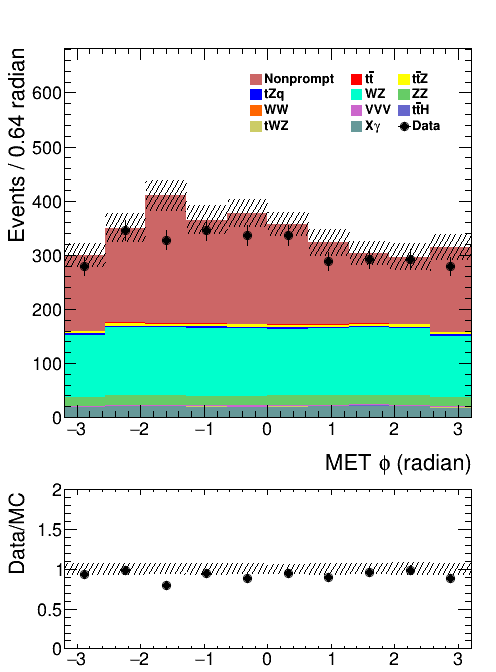 Events / 0.64 radian
600
500
400
300
200
100
0
Nonprompt tt̄ tt̄Z
tZq WZ ZZ
WW VVV tt̄H
tWZ Xγ Data
−3 −2 −1 0 1 2 3
MET ϕ (radian)
Data/MC
2
1.5
1
0.5
0
−3 −2 −1 0 1 2 3